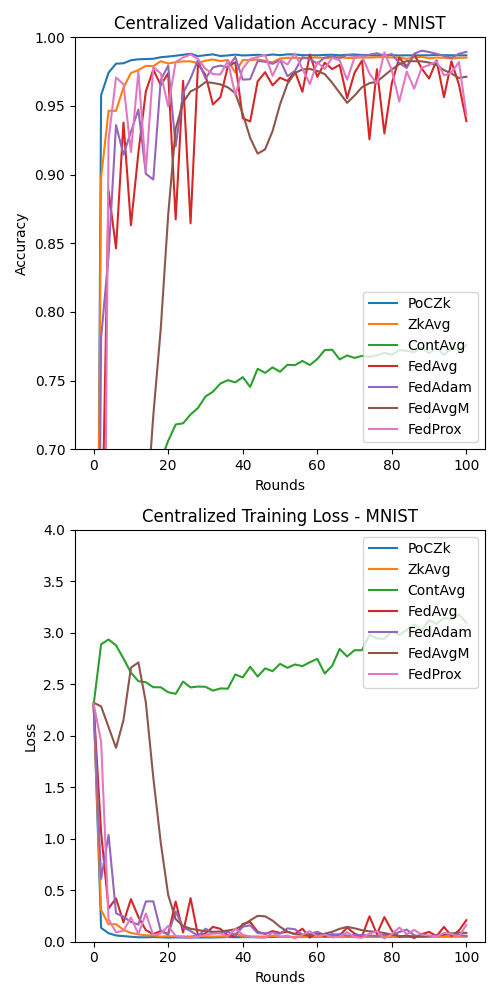 Centralized Validation Accuracy - MNIST
1.00
0.95
0.90
0.85
0.80
0.75
0.70
Accuracy
PoCZk
ZkAvg
ContAvg
FedAvg
FedAdam
FedAvgM
FedProx
0 20 40 60 80 100
Rounds
Centralized Training Loss - MNIST
4.0
3.5
3.0
2.5
2.0
1.5
1.0
0.5
0.0
Loss
PoCZk
ZkAvg
ContAvg
FedAvg
FedAdam
FedAvgM
FedProx
0 20 40 60 80 100
Rounds